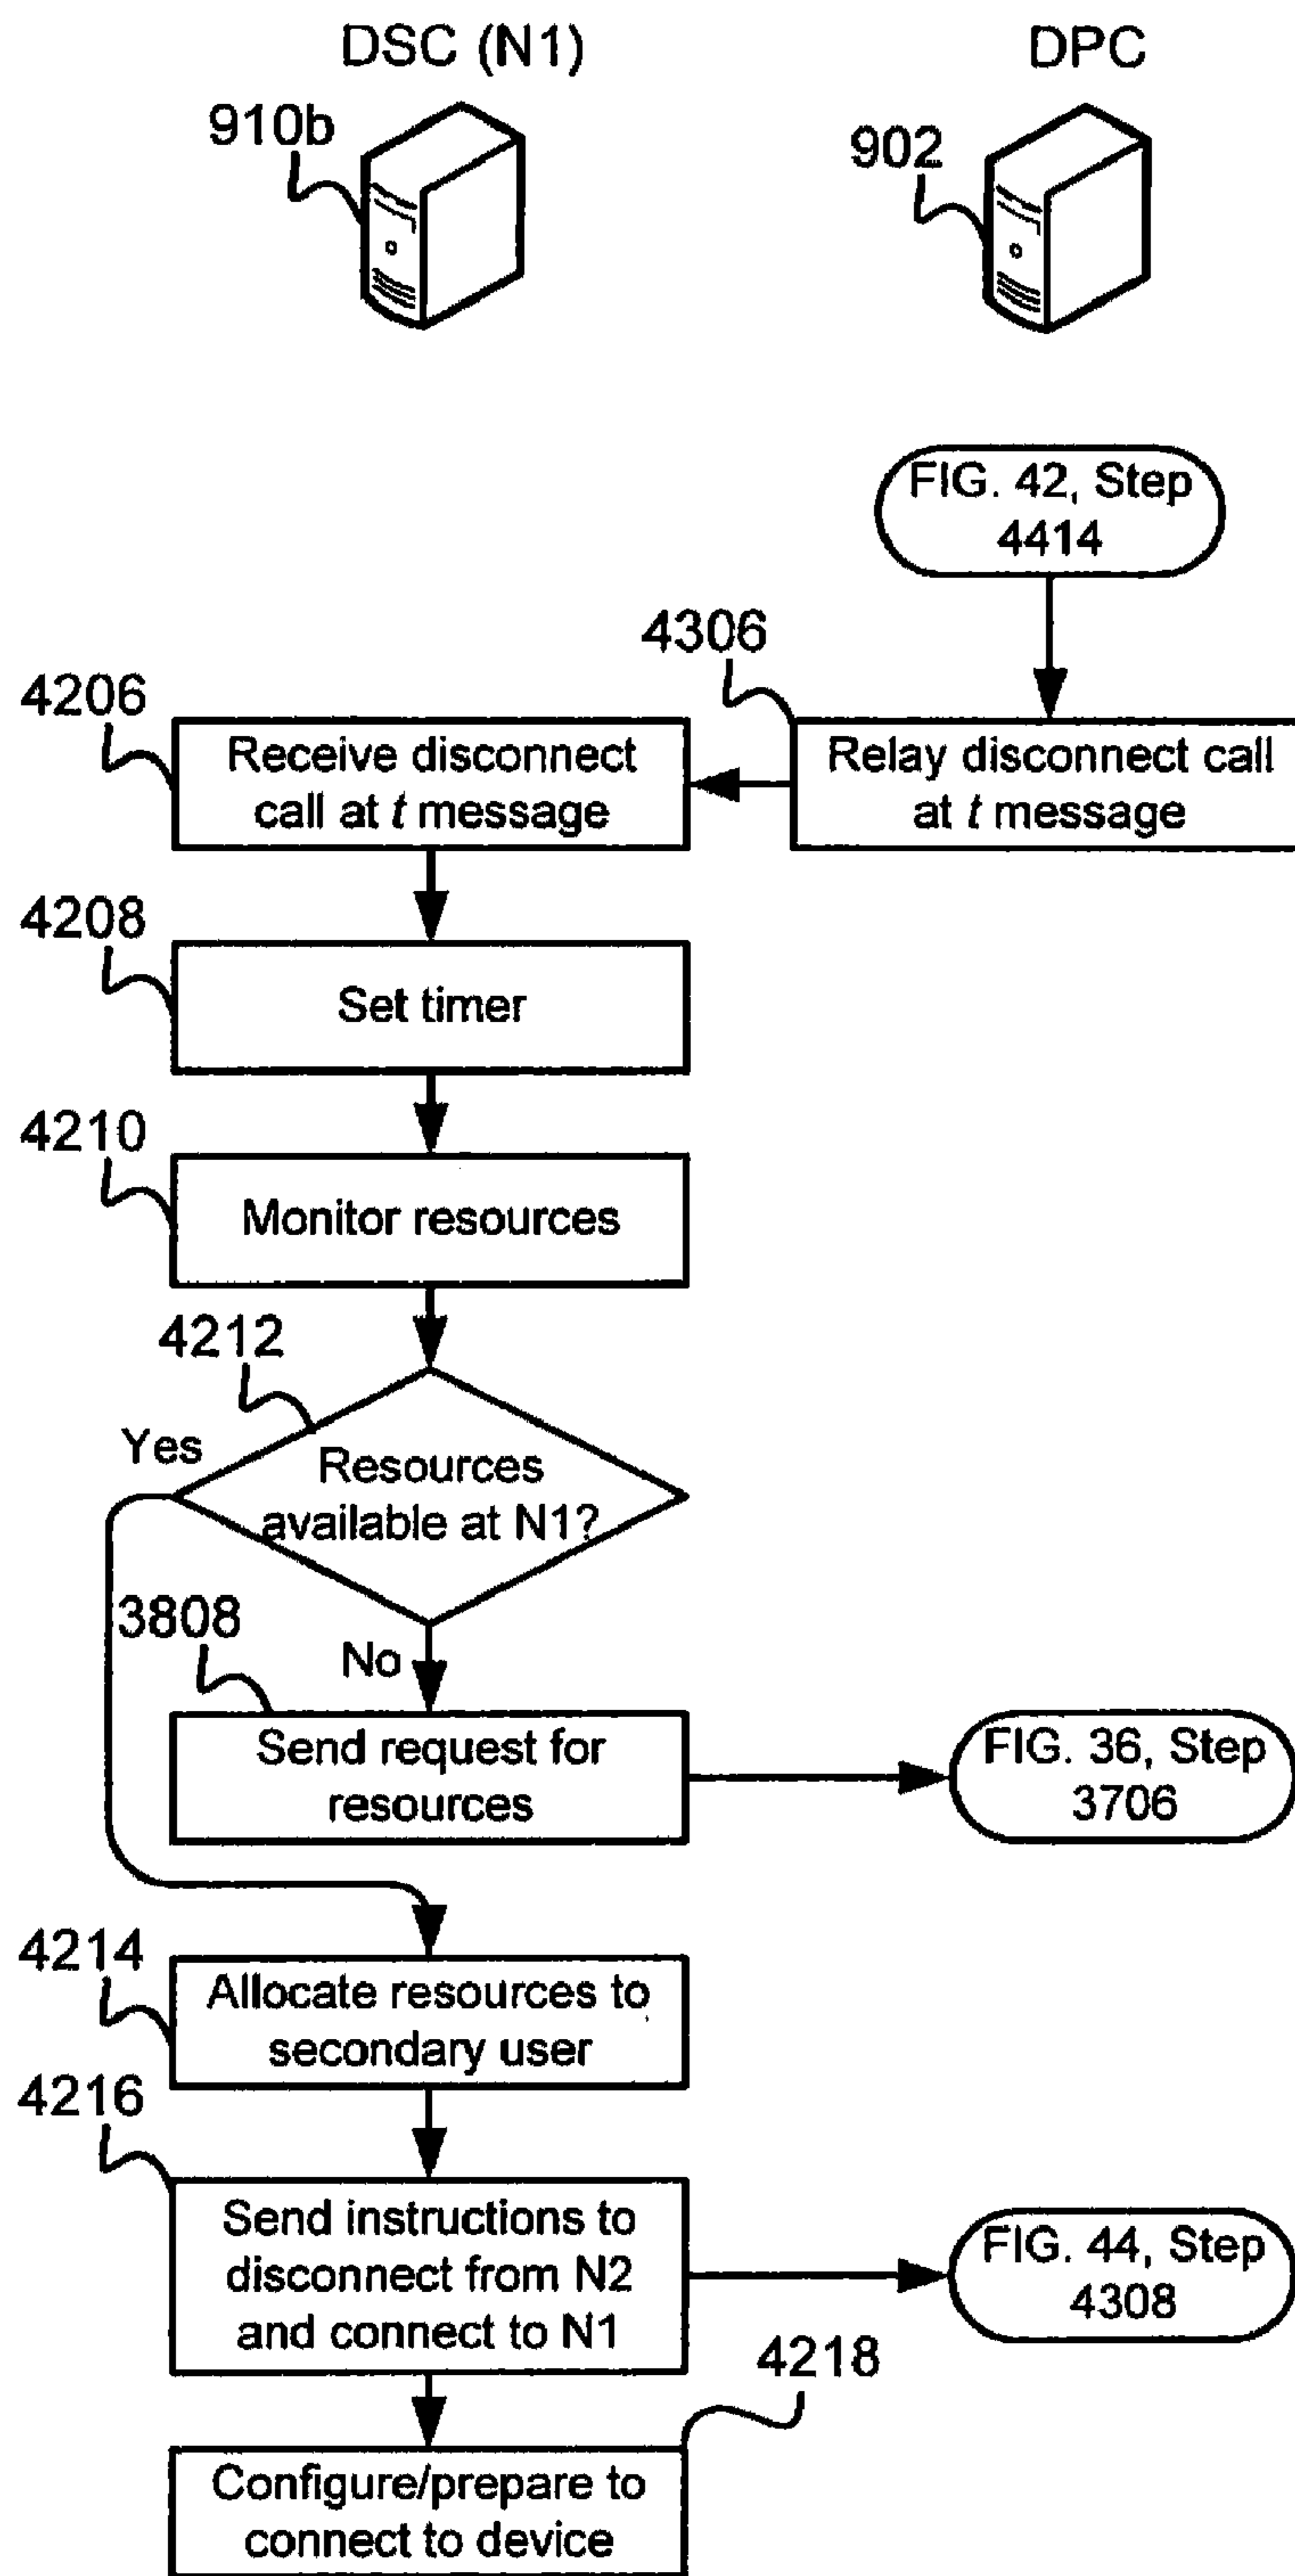 DSC (N1)
DPC
910b
902
FIG. 42, Step
4414
4306
4206
Receive disconnect
call at t message
Relay disconnect call
at t message
4208
Set timer
4210
Monitor resources
4212
Yes
Resources
available at N1?
3808
No
Send request for
resources
FIG. 36, Step
3706
4214
Allocate resources to
secondary user
4216
Send instructions to
disconnect from N2
and connect to N1
FIG. 44, Step
4308
4218
Configure/prepare to
connect to device